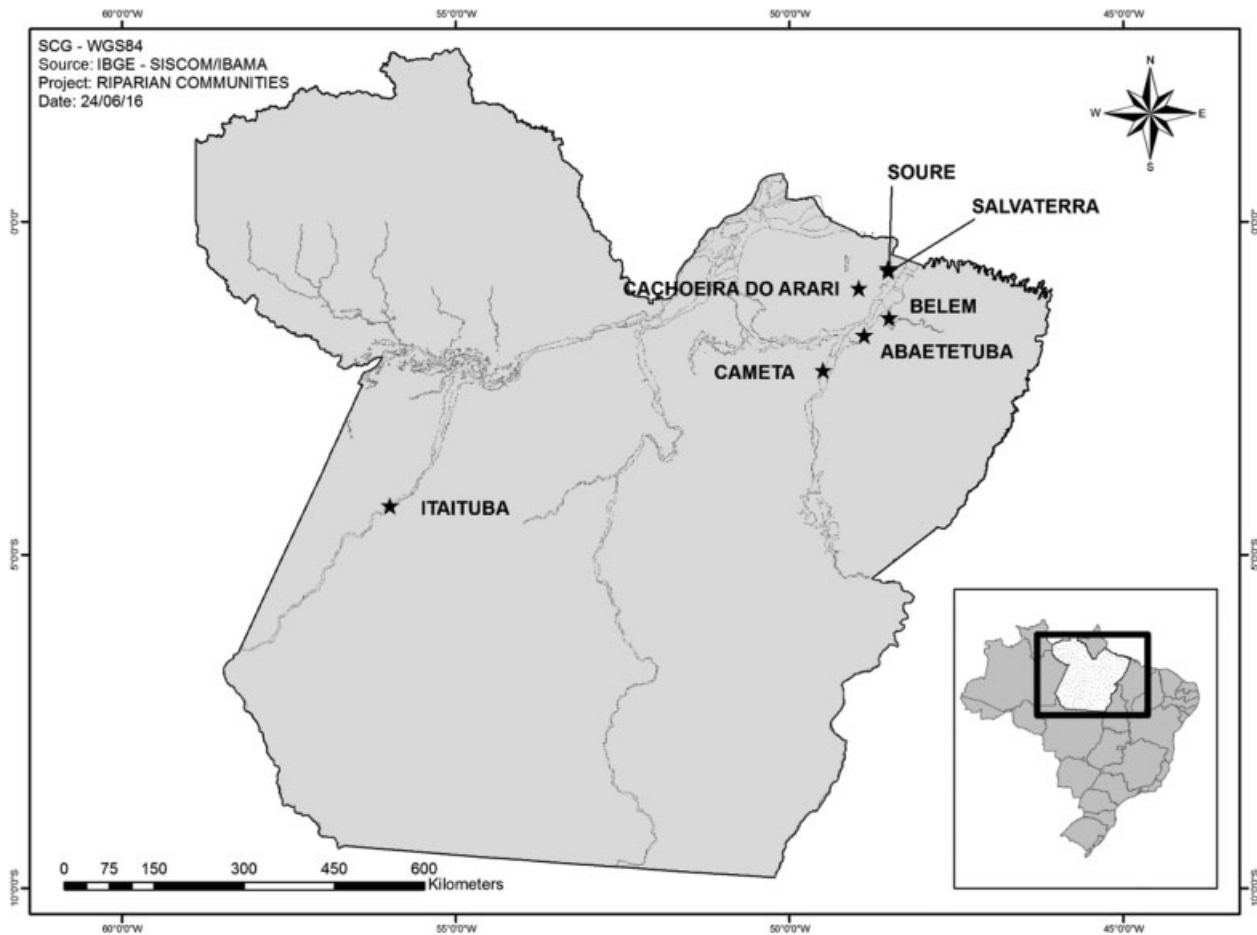 60°0'0"W 55°0'0"W 50°0'0"W 45°0'0"W
SCG - WGS84
Source: IBGE - SISCOM/IBAMA
Project: RIPARIAN COMMUNITIES
Date: 24/06/16
N
W E
S
SOURE
SALVATERRA
0°0'0" 0°0'0"
CACHOEIRA DO ARARI
BELEM
ABAETETUBA
CAMETA
ITAITUBA
5°0'0"S 5°0'0"S
0 75 150 300 450 600
Kilometers
10°0'0"S 10°0'0"S
60°0'0"W 55°0'0"W 50°0'0"W 45°0'0"W